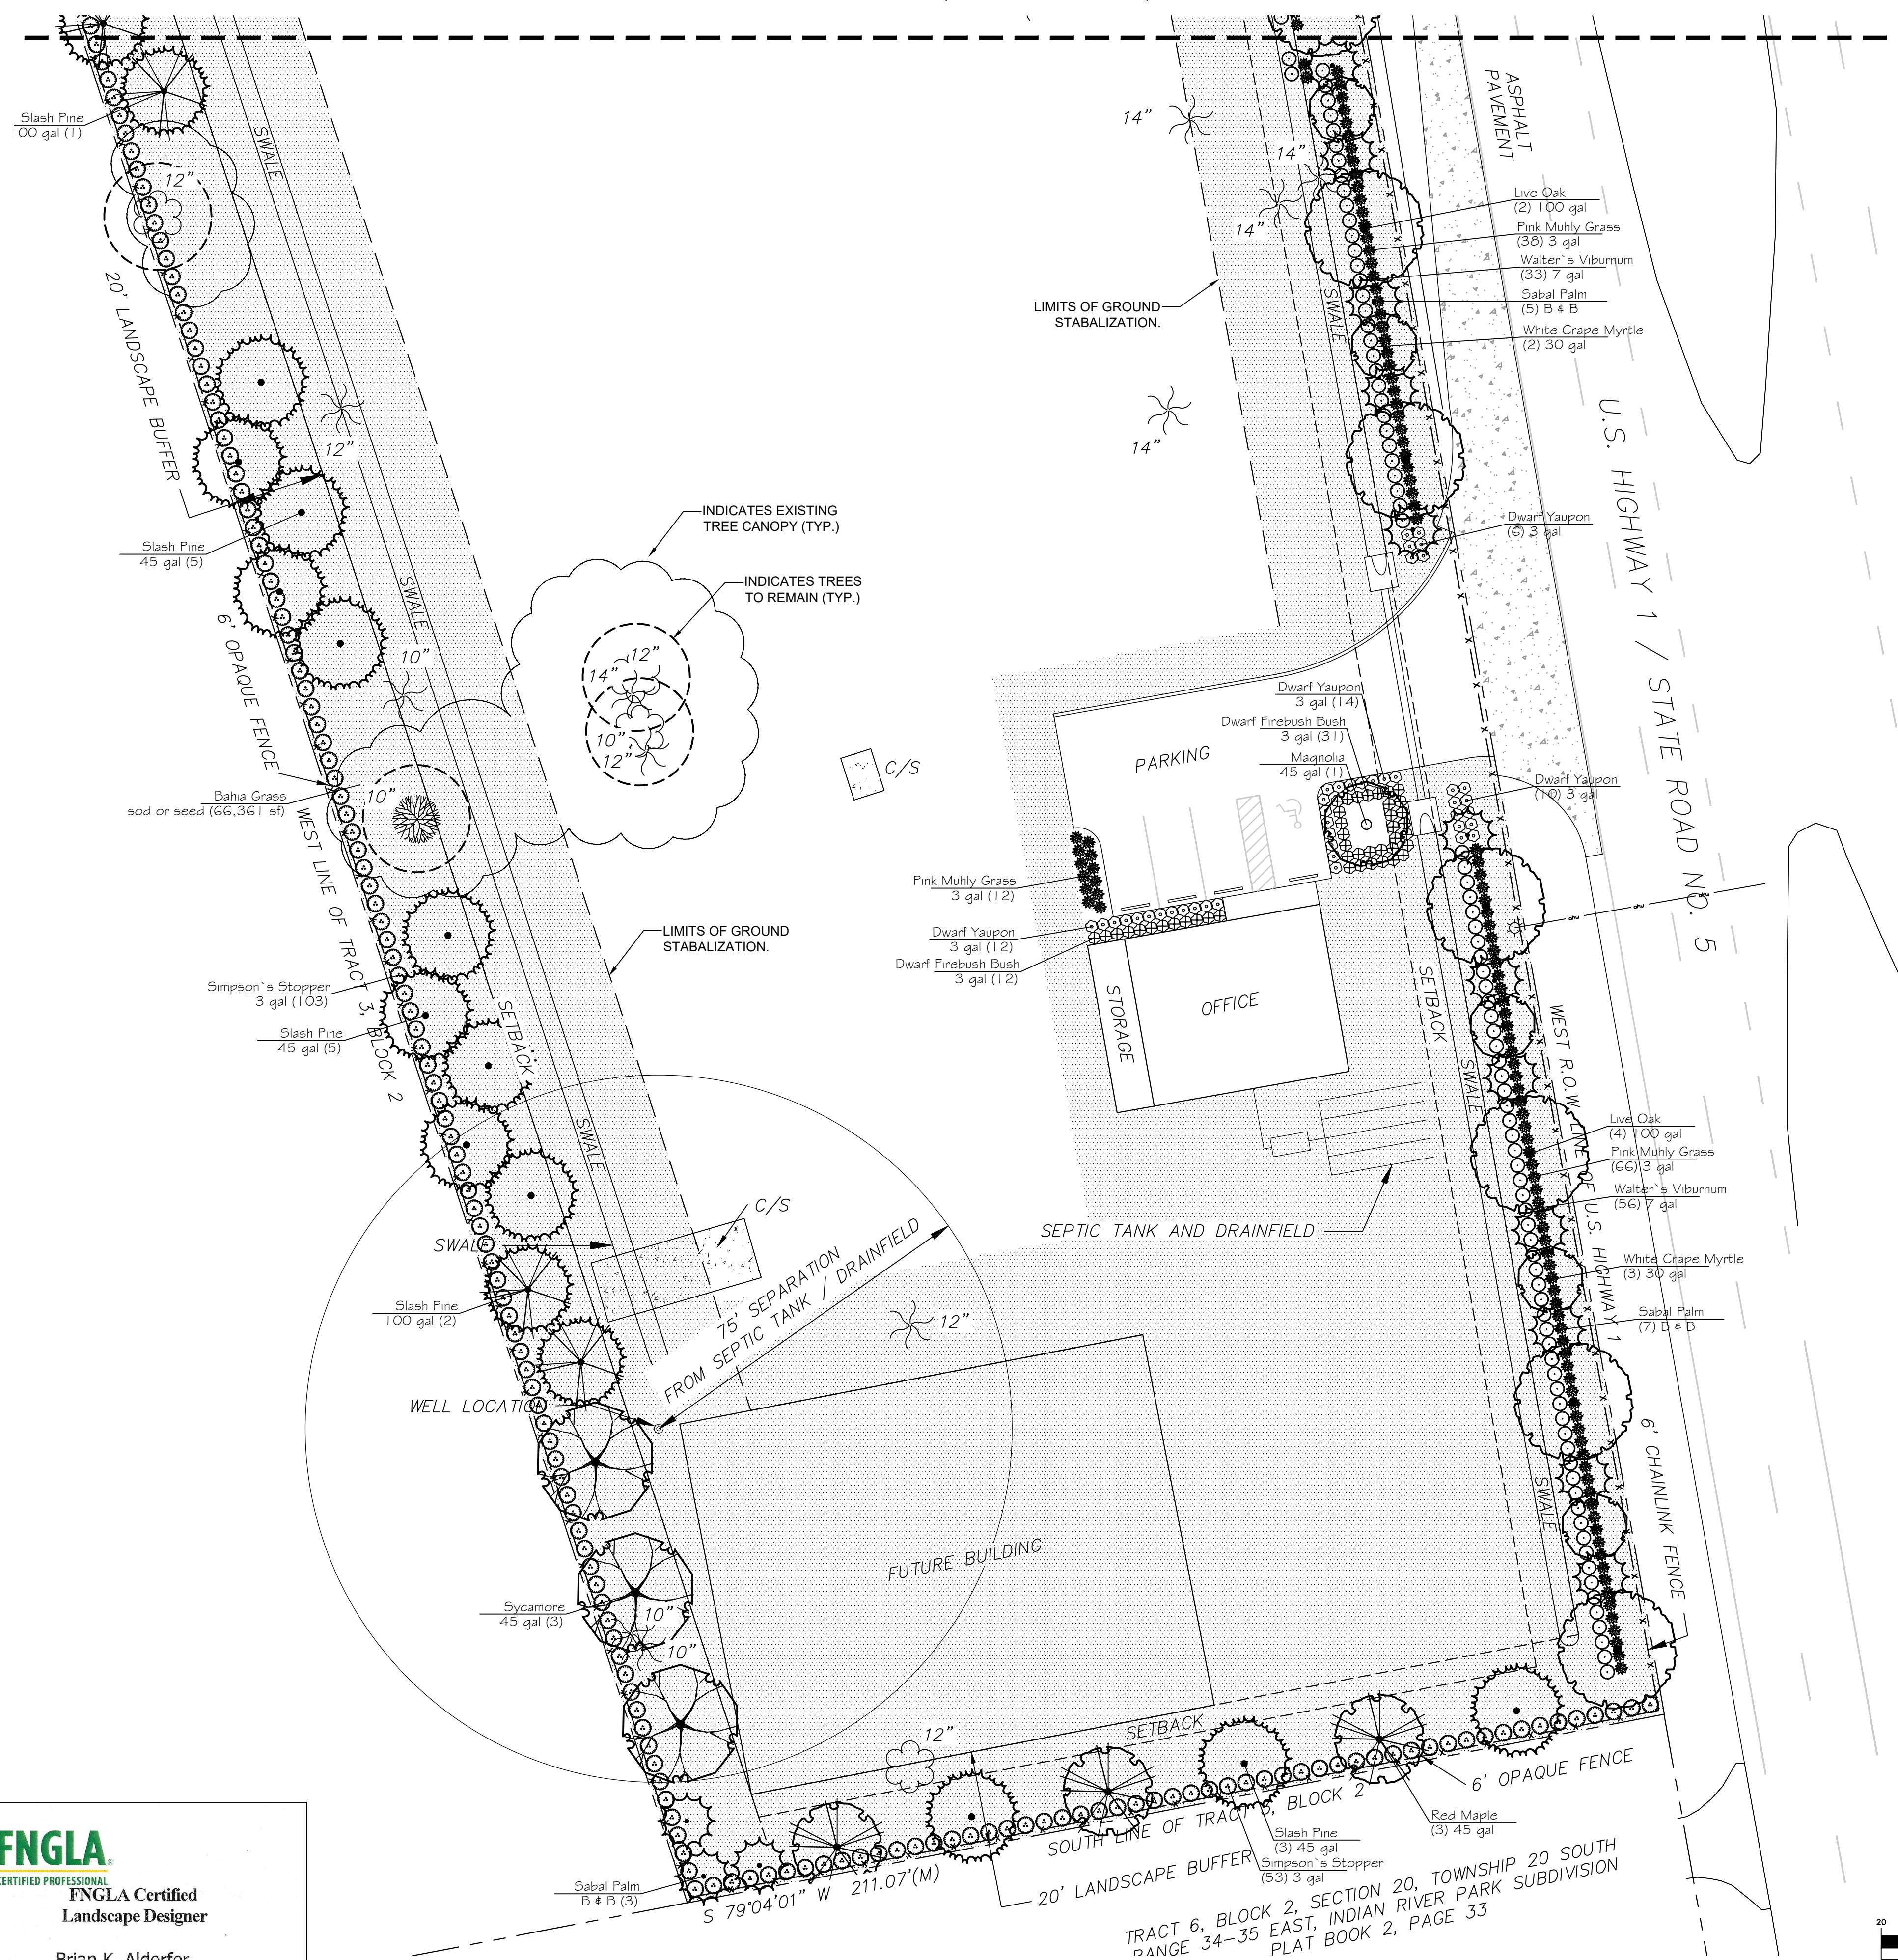 Slash Pine
100 gal (1)
SWALE
12"
20' LANDSCAPE BUFFER
12"
Slash Pine
45 gal (5)
SWALE
10"
6' OPAQUE FENCE
Bahia Grass
sod or seed (66,361 sf)
10"
WEST LINE OF TRACT 3, BLOCK 2
Simpson`s Stopper
3 gal (103)
Slash Pine
45 gal (5)
SETBACK
SWALE
SWALE
C/S
Slash Pine
100 gal (2)
WELL LOCATION
75' SEPARATION
FROM SEPTIC TANK / DRAINFIELD
Sycamore
45 gal (3)
10"
10"
Sabal Palm
B & B (3)
INDICATES EXISTING
TREE CANOPY (TYP.)
INDICATES TREES
TO REMAIN (TYP.)
12"
14"
10"
12"
C/S
LIMITS OF GROUND
STABALIZATION.
14"
14"
14"
LIMITS OF GROUND
STABALIZATION.
14"
SWALE
ASPHALT
PAVEMENT
Live Oak
(2) 100 gal
Pink Muhly Grass
(38) 3 gal
Walter`s Viburnum
(33) 7 gal
Sabal Palm
(5) B & B
White Crape Myrtle
(2) 30 gal
U.S. HIGHWAY 1 / STATE ROAD NO. 5
Dwarf Yaupon
(6) 3 gal
Dwarf Yaupon
3 gal (14)
Dwarf Firebush Bush
3 gal (31)
Magnolia
45 gal (1)
PARKING
Dwarf Yaupon
(10) 3 gal
Pink Muhly Grass
3 gal (12)
Dwarf Yaupon
3 gal (12)
Dwarf Firebush Bush
3 gal (12)
STORAGE
OFFICE
SETBACK
SWALE
WEST R.O.W. LINE OF U.S. HIGHWAY 1
Live Oak
(4) 100 gal
Pink Muhly Grass
(66) 3 gal
Walter`s Viburnum
(56) 7 gal
White Crape Myrtle
(3) 30 gal
Sabal Palm
(7) B & B
SEPTIC TANK AND DRAINFIELD
12"
FUTURE BUILDING
SWALE
6' CHAINLINK FENCE
12"
SETBACK
6' OPAQUE FENCE
Red Maple
(3) 45 gal
Slash Pine
(3) 45 gal
Simpson`s Stopper
(53) 3 gal
SOUTH LINE OF TRACT 3, BLOCK 2
20' LANDSCAPE BUFFER
S 79°04'01" W 211.07'(M)
TRACT 6, BLOCK 2, SECTION 20, TOWNSHIP 20 SOUTH
RANGE 34-35 EAST, INDIAN RIVER PARK SUBDIVISION
PLAT BOOK 2, PAGE 33
FNGLA
CERTIFIED PROFESSIONAL
FNGLA Certified
Landscape Designer
Brian K. Alderfer
20